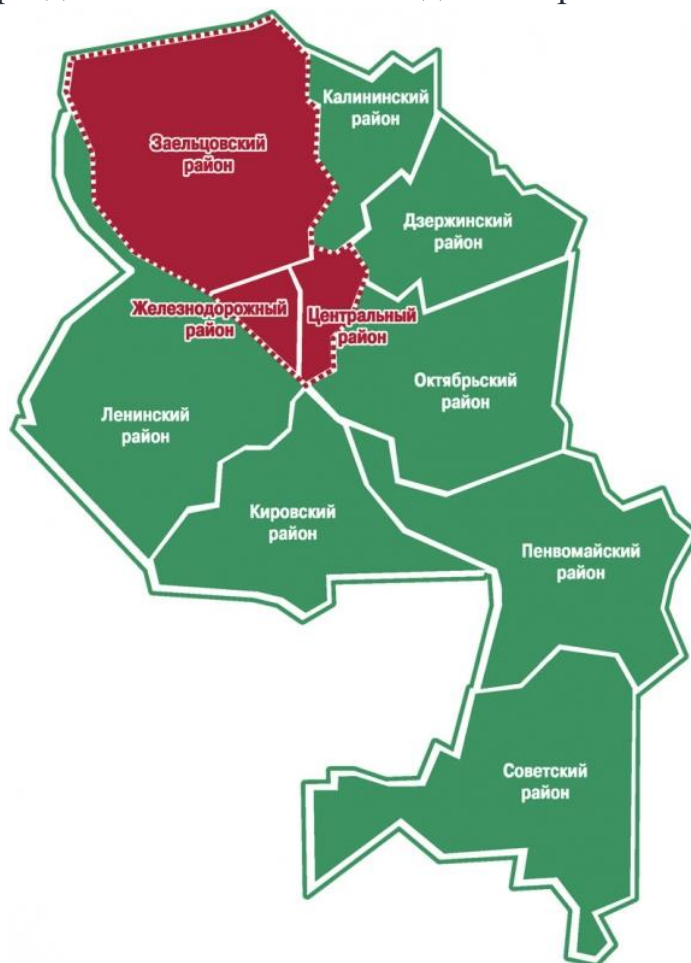 Калининский
район
Заельцовский
район
Дзержинский
район
Железнодорожный
район
Центральный
район
Октябрьский
район
Ленинский
район
Кировский
район
Пенвомайский
район
Советский
район